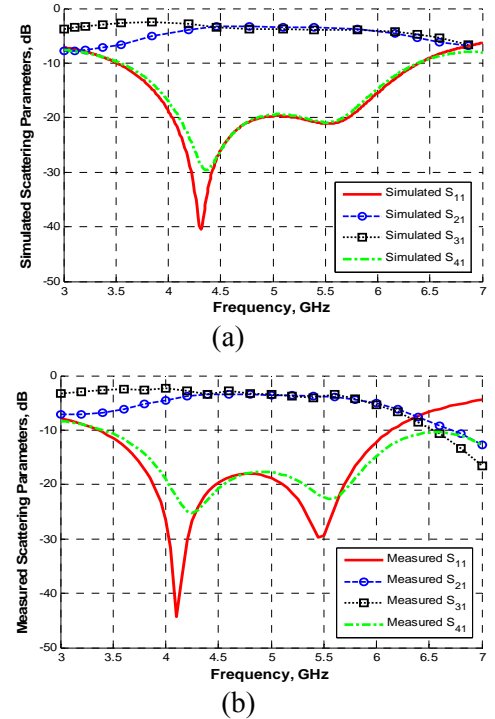 0
-10
-20
-30
-40
-50
Simulated Scattering Parameters, dB
Simulated S11
Simulated S21
Simulated S31
Simulated S41
3 3.5 4 4.5 5 5.5 6 6.5 7
Frequency, GHz
(a)
0
-10
-20
-30
-40
-50
Measured Scattering Parameters, dB
Measured S11
Measured S21
Measured S31
Measured S41
3 3.5 4 4.5 5 5.5 6 6.5 7
Frequency, GHz
(b)